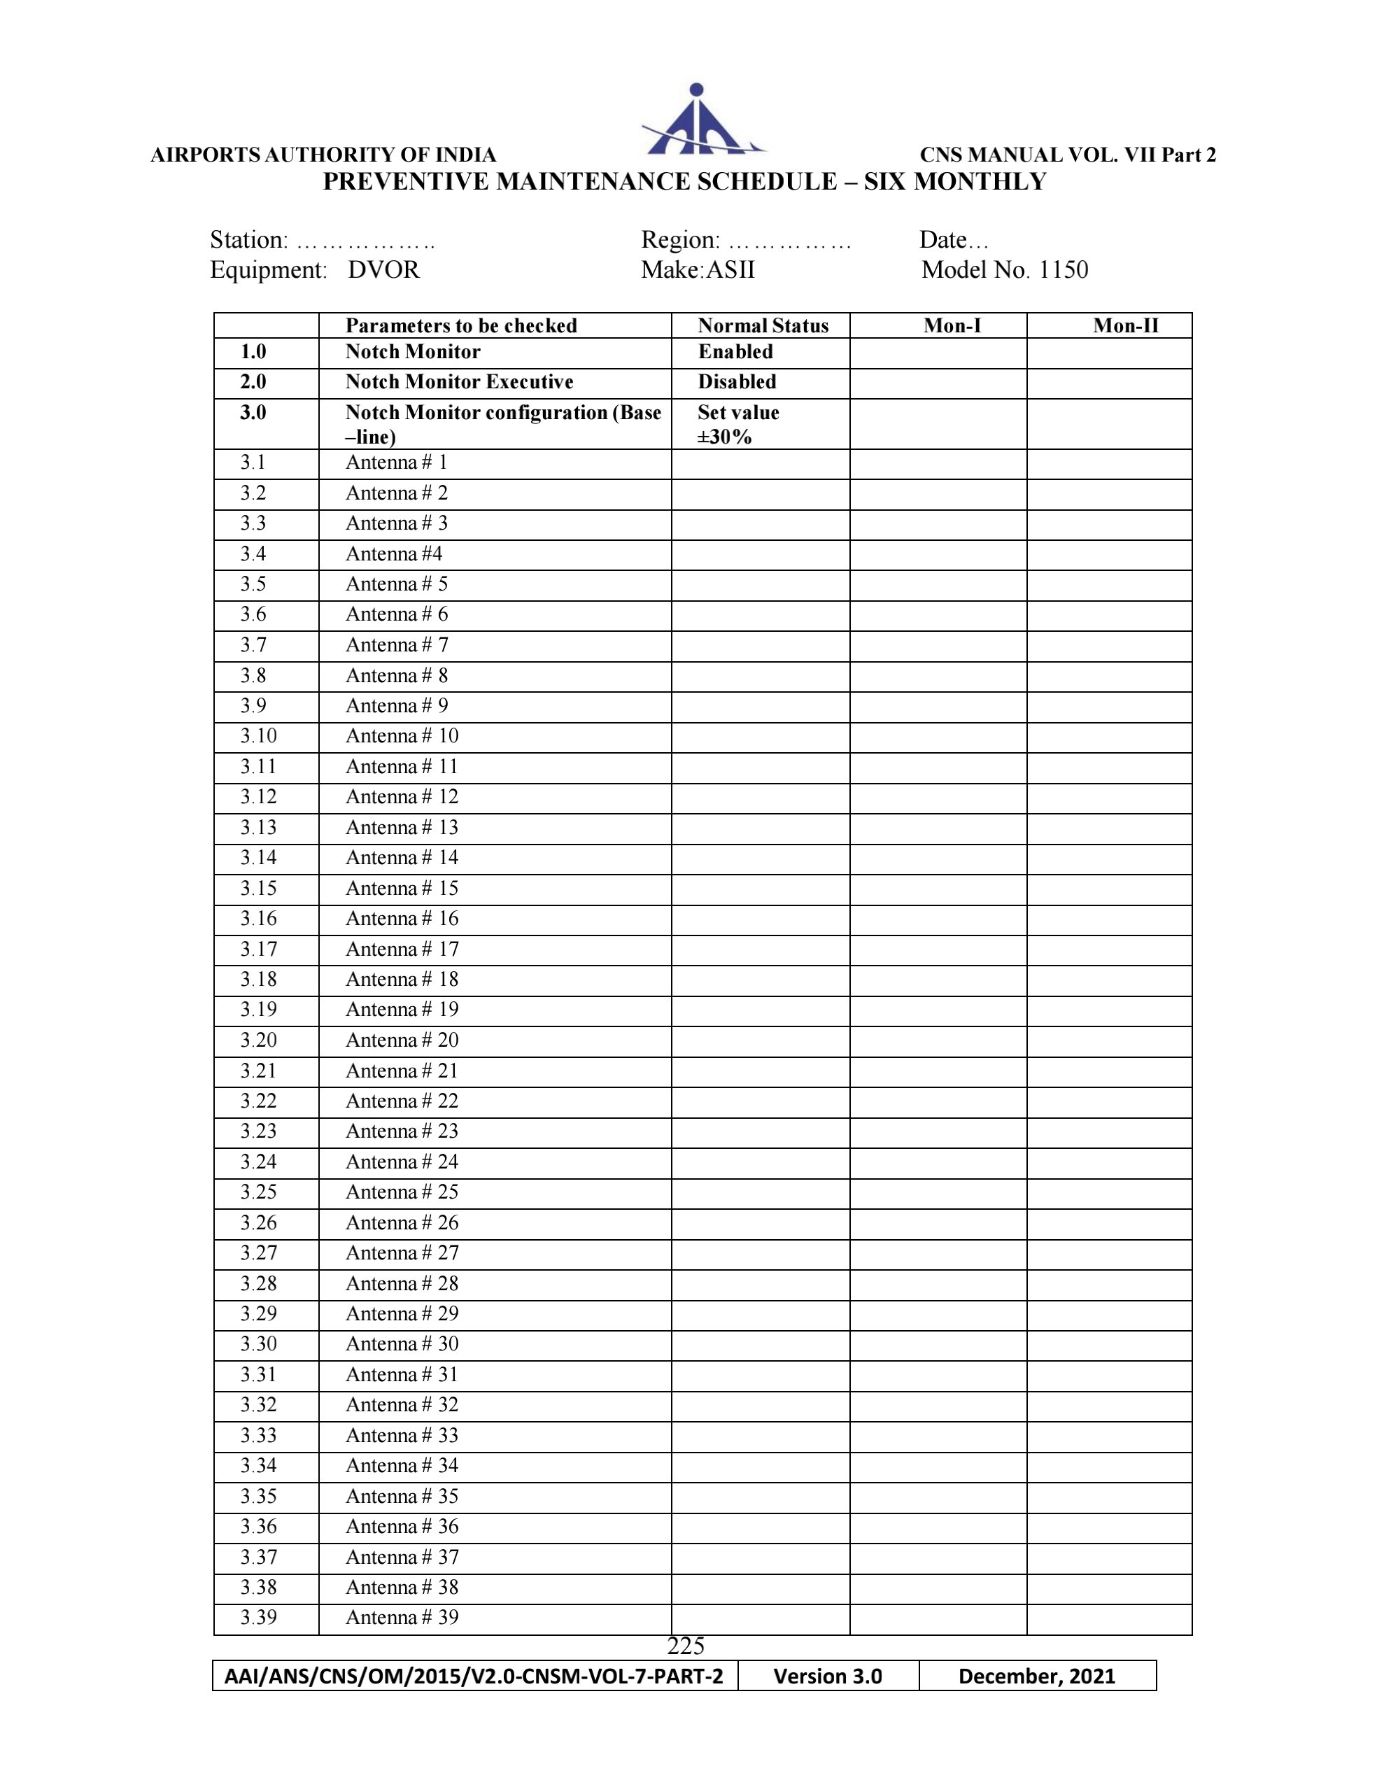 AIRPORTS AUTHORITY OF INDIA CNS MANUAL VOL. VII Part 2
PREVENTIVE MAINTENANCE SCHEDULE – SIX MONTHLY
Station: …………….. Region: …………… Date…
Equipment: DVOR Make:ASII Model No. 1150
Parameters to be checked Normal Status Mon-I Mon-II
1.0 Notch Monitor Enabled
2.0 Notch Monitor Executive Disabled
3.0 Notch Monitor configuration (Base Set value
–line) ±30%
3.1 Antenna # 1
3.2 Antenna # 2
3.3 Antenna # 3
3.4 Antenna #4
3.5 Antenna # 5
3.6 Antenna # 6
3.7 Antenna # 7
3.8 Antenna # 8
3.9 Antenna # 9
3.10 Antenna # 10
3.11 Antenna # 11
3.12 Antenna # 12
3.13 Antenna # 13
3.14 Antenna # 14
3.15 Antenna # 15
3.16 Antenna # 16
3.17 Antenna # 17
3.18 Antenna # 18
3.19 Antenna # 19
3.20 Antenna # 20
3.21 Antenna # 21
3.22 Antenna # 22
3.23 Antenna # 23
3.24 Antenna # 24
3.25 Antenna # 25
3.26 Antenna # 26
3.27 Antenna # 27
3.28 Antenna # 28
3.29 Antenna # 29
3.30 Antenna # 30
3.31 Antenna # 31
3.32 Antenna # 32
3.33 Antenna # 33
3.34 Antenna # 34
3.35 Antenna # 35
3.36 Antenna # 36
3.37 Antenna # 37
3.38 Antenna # 38
3.39 Antenna # 39
225
AAI/ANS/CNS/OM/2015/V2.0-CNSM-VOL-7-PART-2 Version 3.0 December, 2021